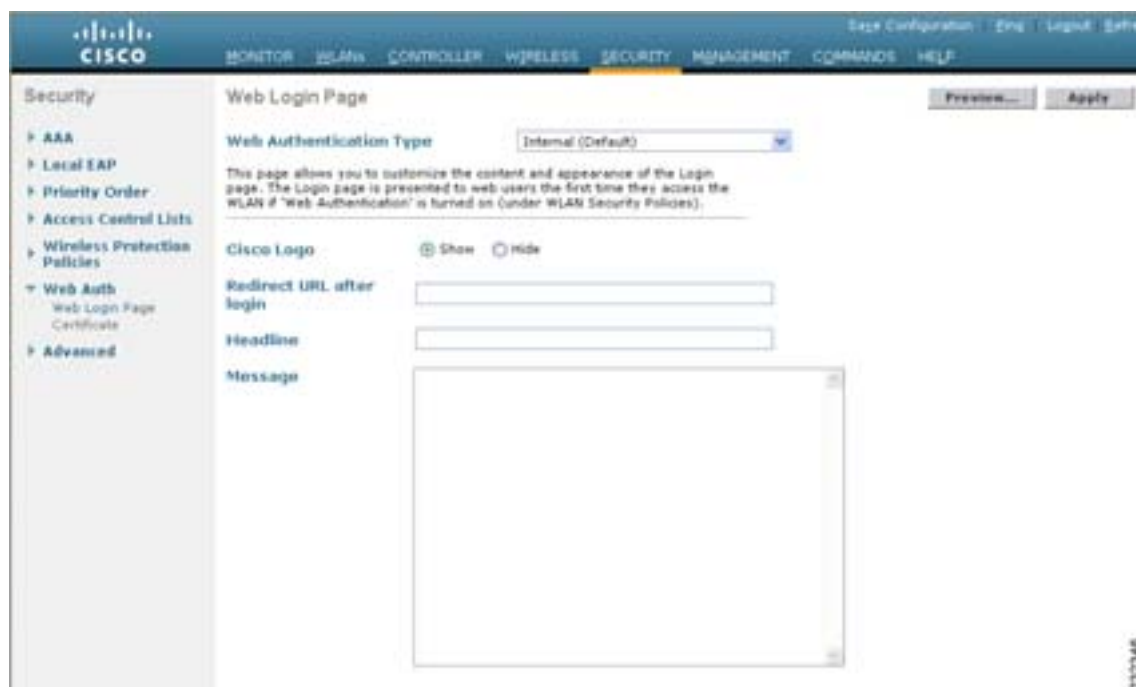 Save Configuration Ping Logout Refre
CISCO
MONITOR WLANs CONTROLLER WIRELESS SECURITY MANAGEMENT COMMANDS HELP
Security
AAA
Local EAP
Priority Order
Access Control Lists
Wireless Protection
Policies
Web Auth
Web Login Page
Certificate
Advanced
Web Login Page
Preview... Apply
Web Authentication Type Internal (Default)
This page allows you to customize the content and appearance of the Login
page. The Login page is presented to web users the first time they access the
WLAN if 'Web Authentication' is turned on (under WLAN Security Policies).
Cisco Logo Show Hide
Redirect URL after
login
Headline
Message